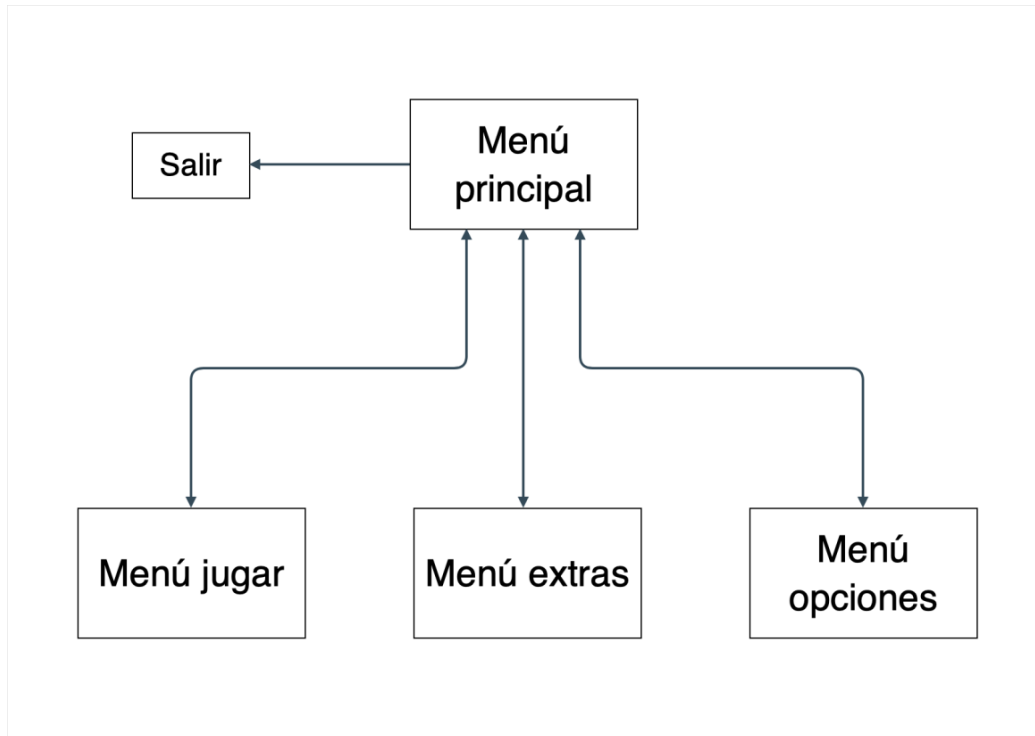 Salir
Menú
principal
Menú jugar
Menú extras
Menú
opciones